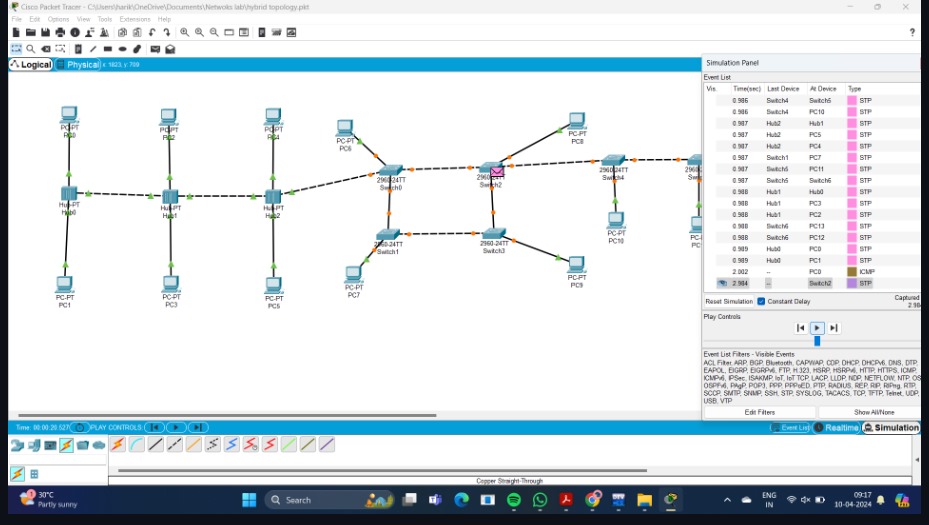 Cisco Packet Tracer - C:\Users\harik\OneDrive\Documents\Netwoks lab\hybrid topology.pkt
File Edit Options View Tools Extensions Help
Logical Physical x: 1623, y: 709
Simulation Panel
Event List
Vis. Time(sec) Last Device At Device Type
0.986 Switch4 Switch5 STP
0.986 Switch4 PC10 STP
0.987 Hub2 Hub1 STP
0.987 Hub2 PC5 STP
0.987 Hub2 PC4 STP
0.987 Switch1 PC7 STP
0.987 Switch5 PC11 STP
0.987 Switch5 Switch6 STP
0.988 Hub1 Hub0 STP
0.988 Hub1 PC3 STP
0.988 Hub1 PC2 STP
0.988 Switch6 PC13 STP
0.988 Switch6 PC12 STP
0.989 Hub0 PC0 STP
0.989 Hub0 PC1 STP
2.002 -- PC0 ICMP
2.984 -- Switch2 STP
Reset Simulation Constant Delay Captured
Play Controls
Event List Filters - Visible Events
ACL Filter, ARP, BGP, Bluetooth, CAPWAP, CDP, DHCP, DHCPv6, DNS, DTP,
EAPOL, EIGRP, EIGRPv6, FTP, H.323, HSRP, HSRPv6, HTTP, HTTPS, ICMP,
ICMPv6, IPSec, ISAKMP, IoT, IoT TCP, LACP, LLDP, NDP, NETFLOW, NTP, OS
OSPFv6, PAgP, POP3, PPP, PPPoED, PTP, RADIUS, REP, RIP, RIPng, RTP,
SCCP, SMTP, SNMP, SSH, STP, SYSLOG, TACACS, TCP, TFTP, Telnet, UDP,
USB, VTP
Edit Filters Show All/None
PC-PT
PC-PT
PC-PT
PC-PT
PC6
PC-PT
PC8
Hub-PT
Hub0
Hub-PT
Hub1
Hub-PT
Hub2
2960-24TT
Switch0
Switch2
Switch4
2960-24TT
Switch1
2960-24TT
Switch3
PC-PT
PC10
PC-PT
PC1
PC-PT
PC3
PC-PT
PC5
PC-PT
PC7
PC-PT
PC9
Time: 00:00:20.527 PLAY CONTROLS:
Event List Realtime Simulation
Copper Straight-Through
30°C
Partly sunny
Search
ENG
IN
09:17
10-04-2024